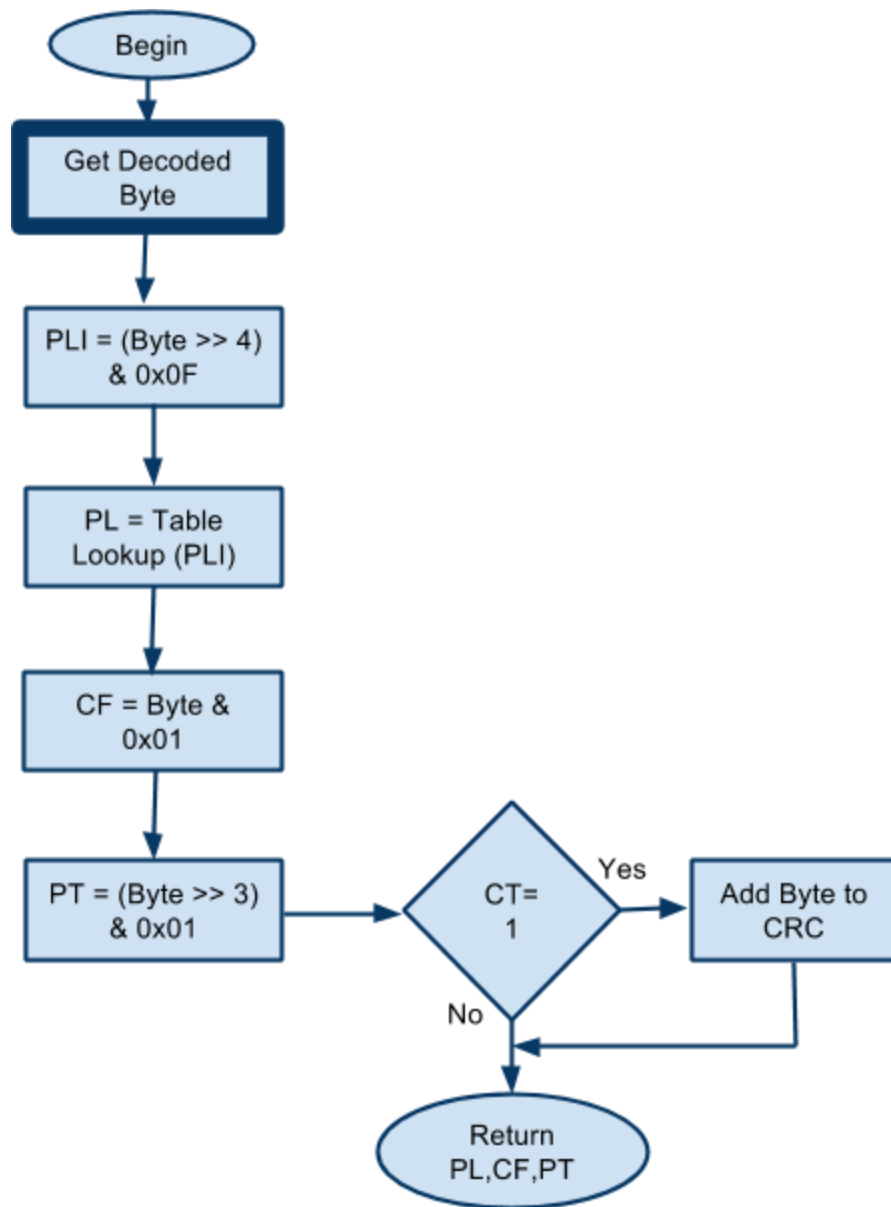 Begin
Get Decoded
Byte
PLI = (Byte >> 4)
& 0x0F
PL = Table
Lookup (PLI)
CF = Byte &
0x01
PT = (Byte >> 3)
& 0x01
CT=
1
Yes
Add Byte to
CRC
No
Return
PL,CF,PT